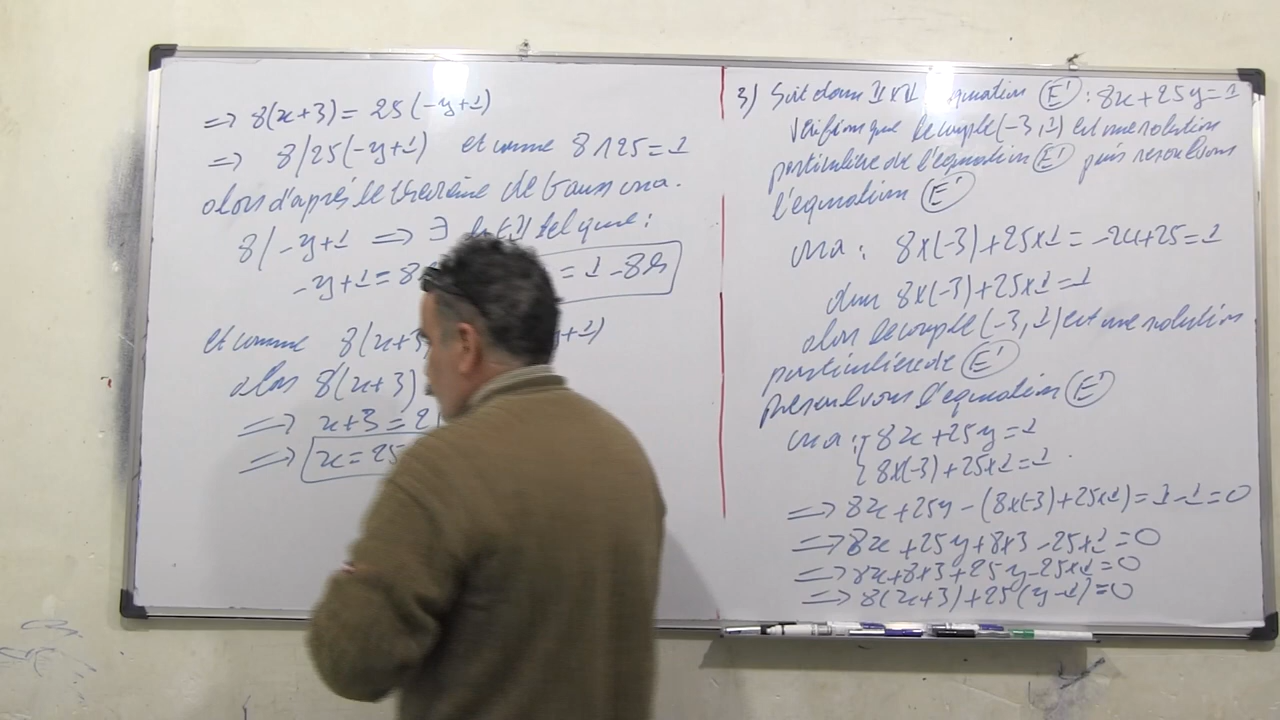 3) Soit dans ℤ×ℤ l'équation (E') : 8x+25y=1
Vérifions que le couple (-3,1) est une solution
particulière de l'équation (E') puis resoulvons
l'équation (E')
on a : 8×(-3)+25×1=-24+25=1
donc 8×(-3)+25×1=1
alors le couple (-3,1) est une solution
particuliere de (E')
resoulvons l'équation (E')
on a : { 8x+25y=1
{ 8×(-3)+25×1=1
=> 8x+25y-(8×(-3)+25×1)=1-1=0
=> 8x+25y+8×3-25×1=0
=> 8x+8×3+25y-25×1=0
=> 8(x+3)+25(y-1)=0
=> 8(x+3)=25(-y+1)
=> 8/25(-y+1) et comme 8∧25=1
alors d'après le théorème de Gauss on a.
8/-y+1 => ∃ tel que :
-y+1=8 =1-8k
et comme 8(x+3 y+1)
alors 8(x+3)
=> x+3=2
=> x=25